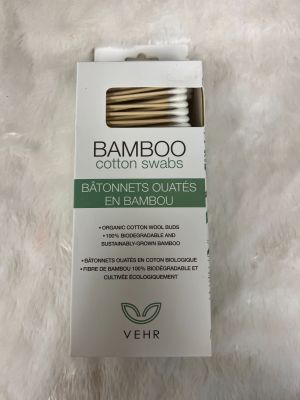 BAMBOO
cotton swabs
BÂTONNETS OUATÉS
EN BAMBOU
• ORGANIC COTTON WOOL BUDS
• 100% BIODEGRADABLE AND
SUSTAINABLY-GROWN BAMBOO
• BÂTONNETS OUATÉS EN COTON BIOLOGIQUE
• FIBRE DE BAMBOU 100% BIODÉGRADABLE ET
CULTIVÉE ÉCOLOGIQUEMENT
VEHR